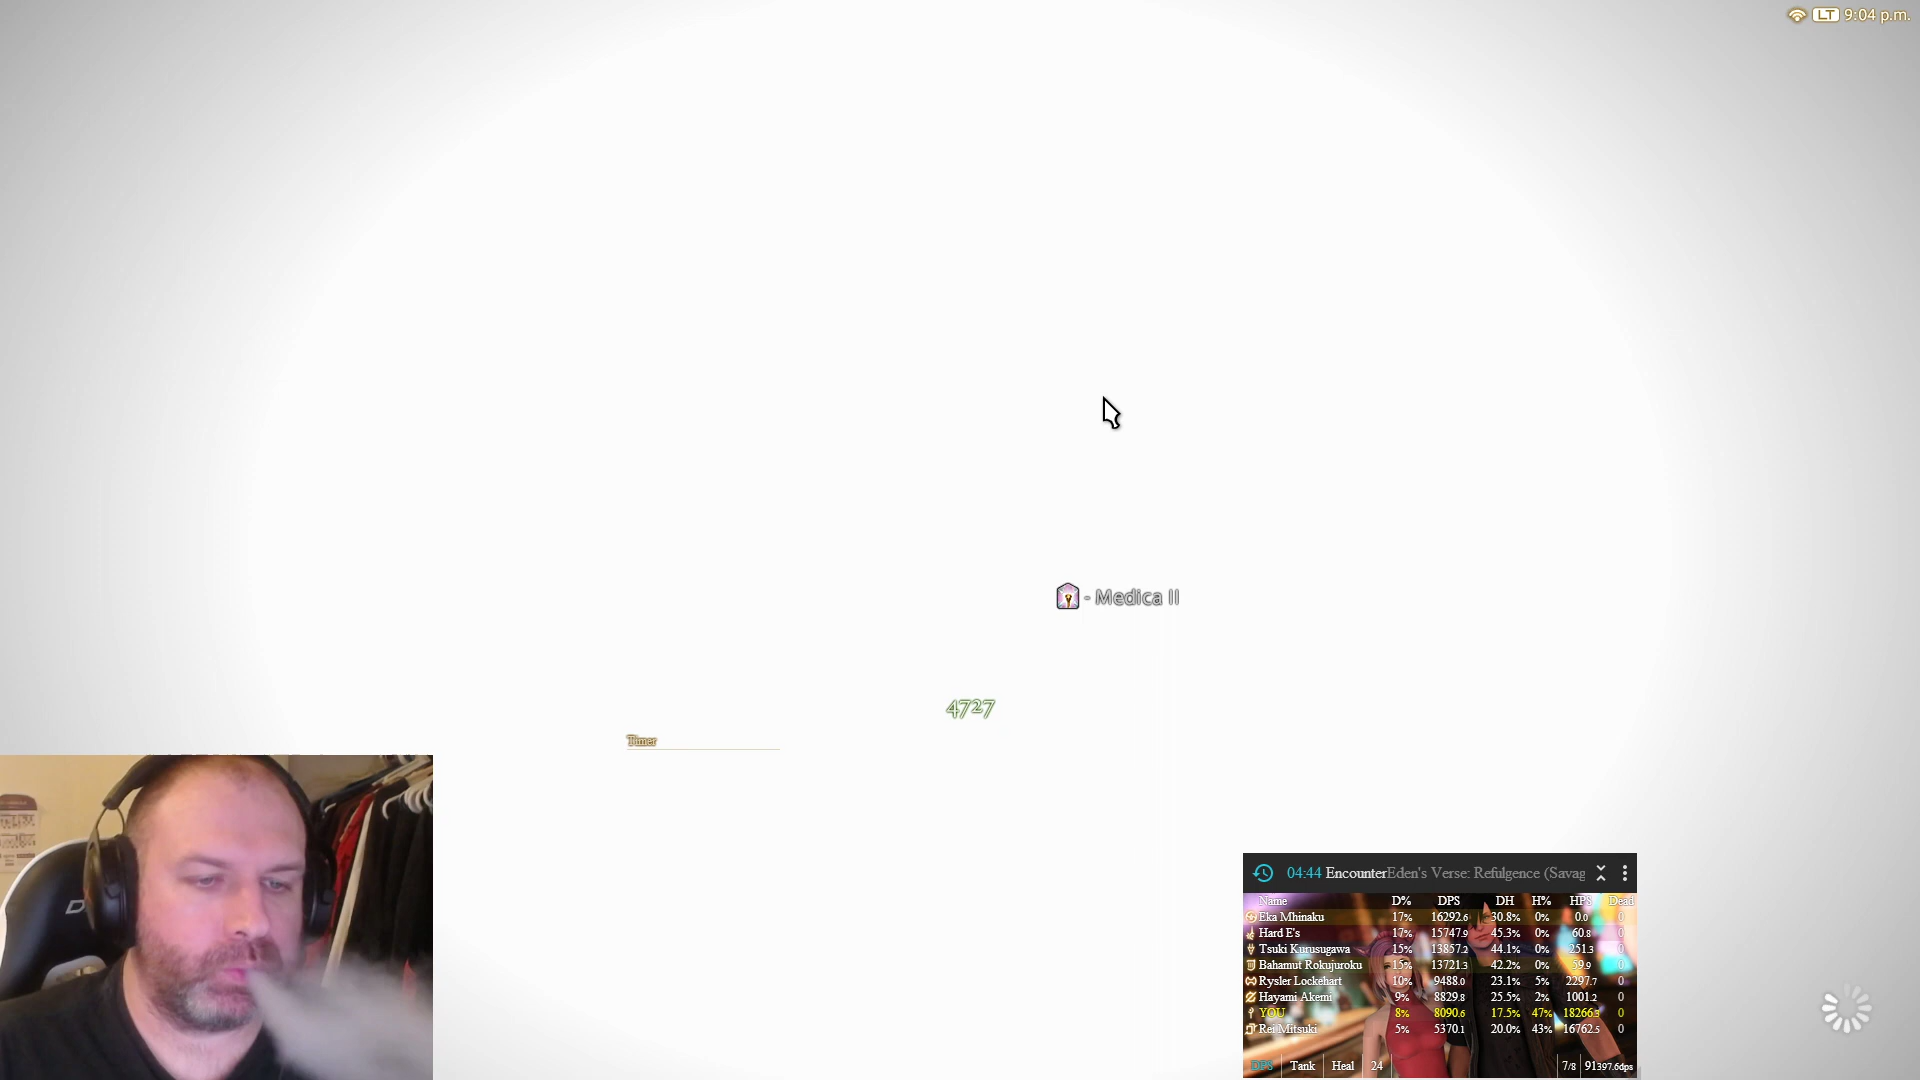 LT 9:04 p.m.
- Medica II
4727
Timer
04:44 Encounter Eden's Verse: Refulgence (Savag
Name D% DPS DH H% HPS Dead
Eka Mhinaku 17% 16292.6 30.8% 0% 0.0 0
Hard E's 17% 15747.9 45.3% 0% 60.8 0
Tsuki Kurusugawa 15% 13857.2 44.1% 0% 251.3 0
Bahamut Rokujuroku 15% 13721.3 42.2% 0% 59.9 0
Rysler Lockehart 10% 9488.0 23.1% 5% 2297.7 0
Hayami Akemi 9% 8829.8 25.5% 2% 1001.2 0
YOU 8% 8090.6 17.5% 47% 18266.3 0
Rei Mitsuki 5% 5370.1 20.0% 43% 16762.5 0
DPS Tank Heal 24 7/8 91397.6dps